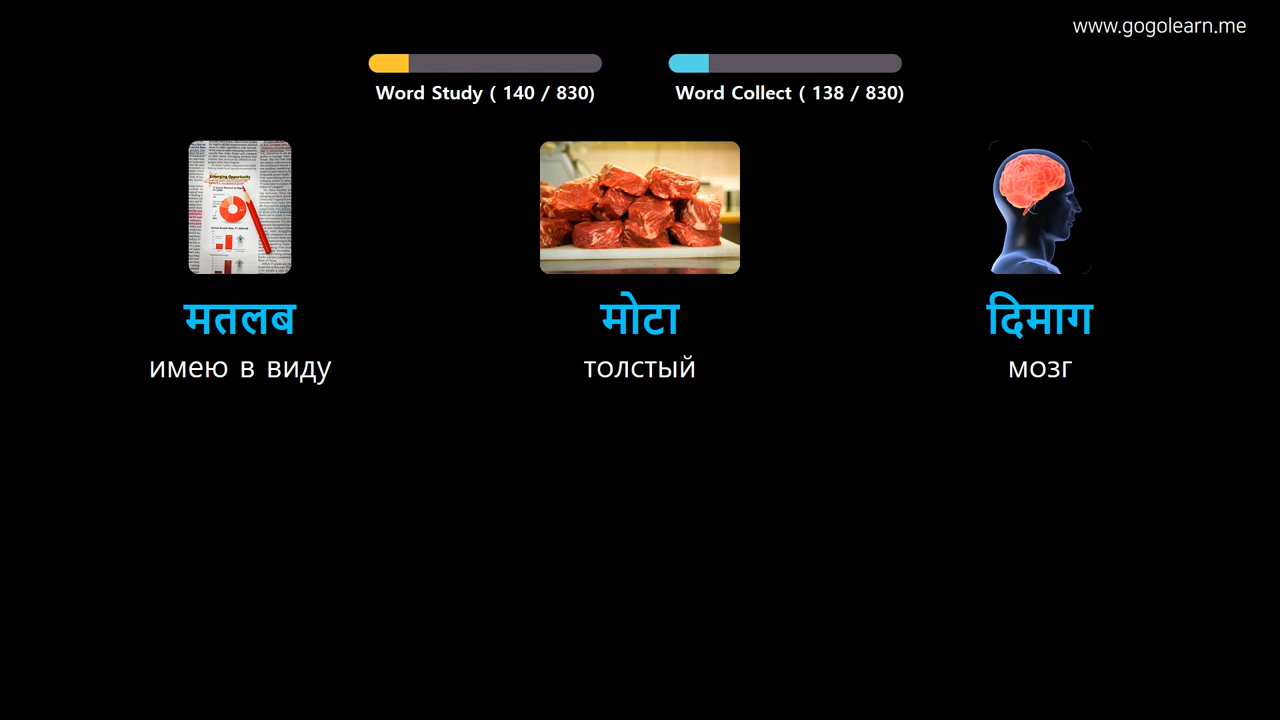 www.gogolearn.me
Word Study ( 140 / 830)
Word Collect ( 138 / 830)
मतलब
मोटा
दिमाग
имею в виду
толстый
мозг